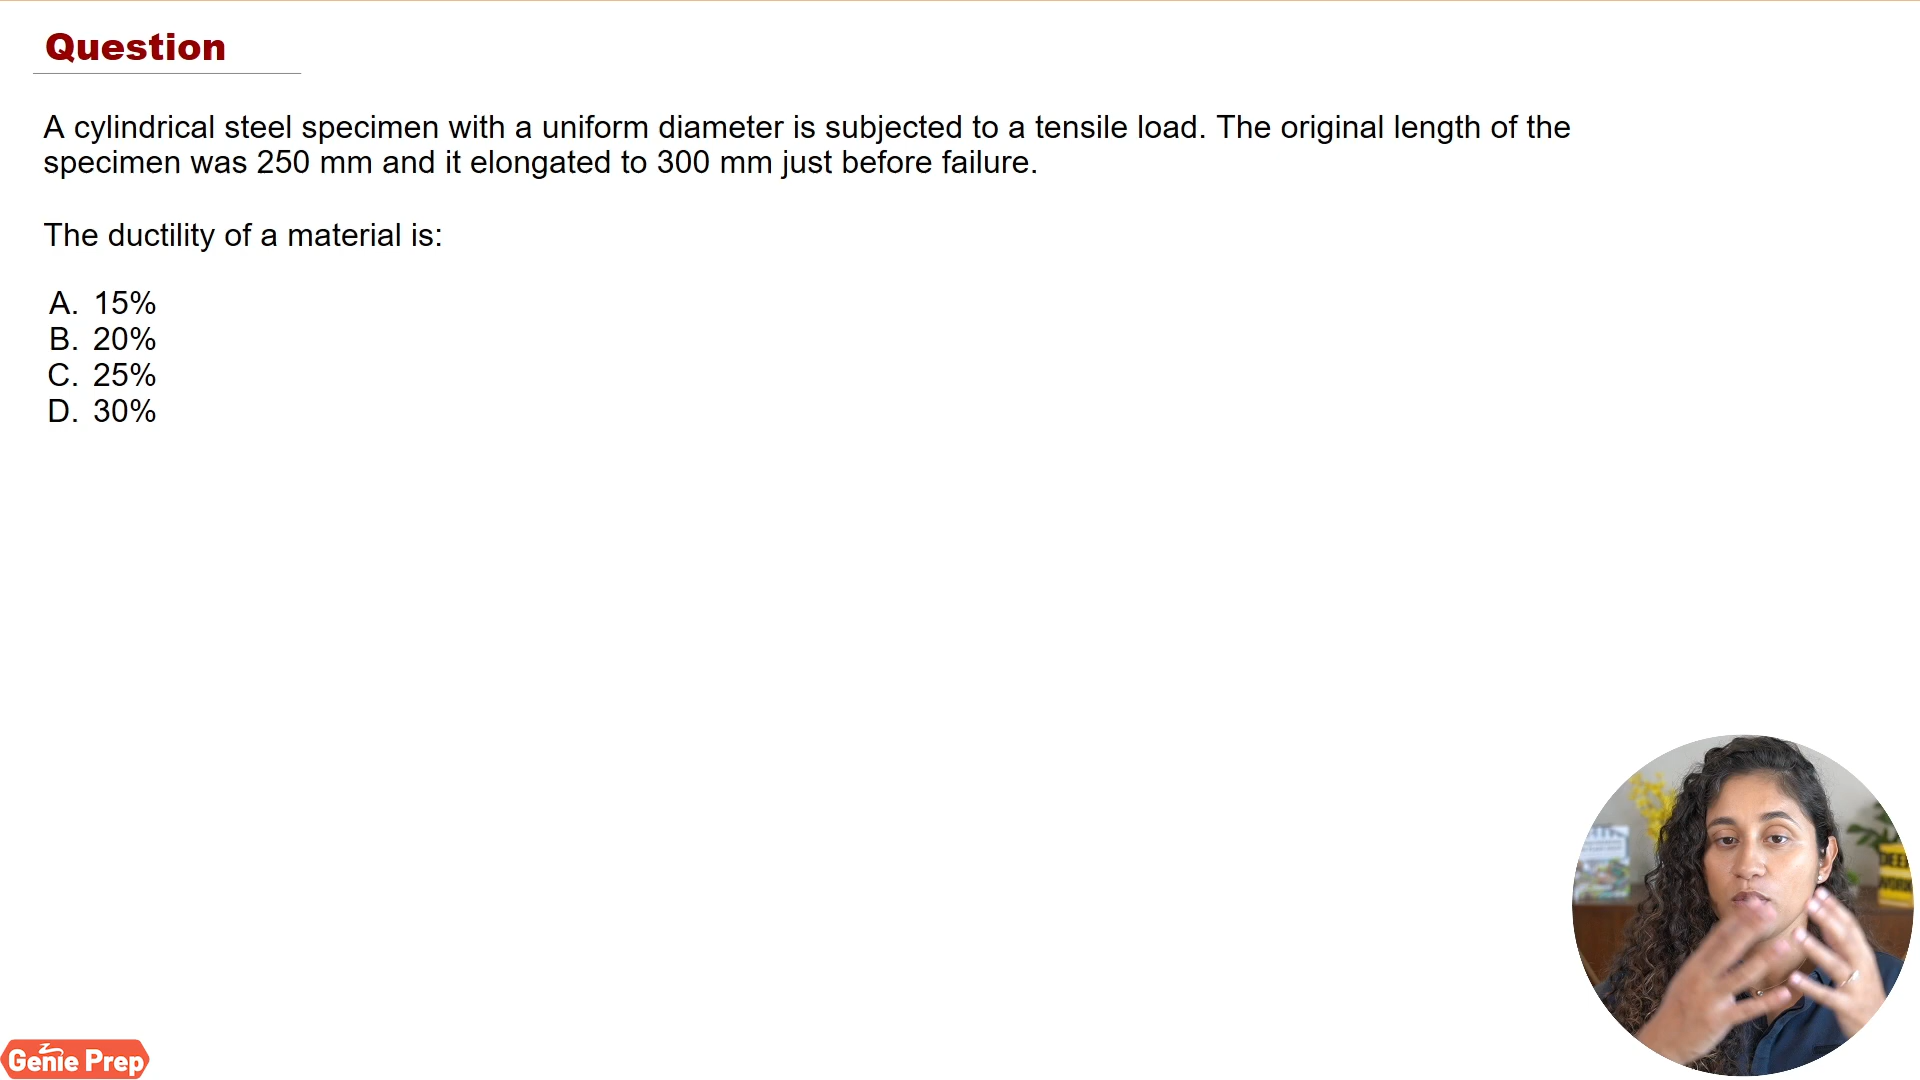 Question
A cylindrical steel specimen with a uniform diameter is subjected to a tensile load. The original length of the
specimen was 250 mm and it elongated to 300 mm just before failure.
The ductility of a material is:
A. 15%
B. 20%
C. 25%
D. 30%
Genie Prep